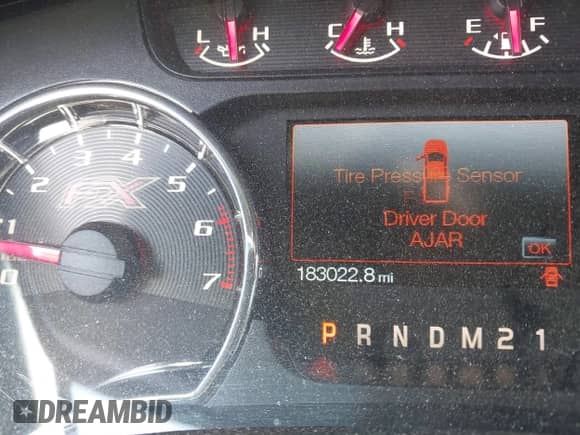 L H C H E F
2 3 4 5
FX
1 6
0 7
Tire Pressure Sensor
Driver Door
AJAR
OK
183022.8 mi
P R N D M 2 1
DREAMBID